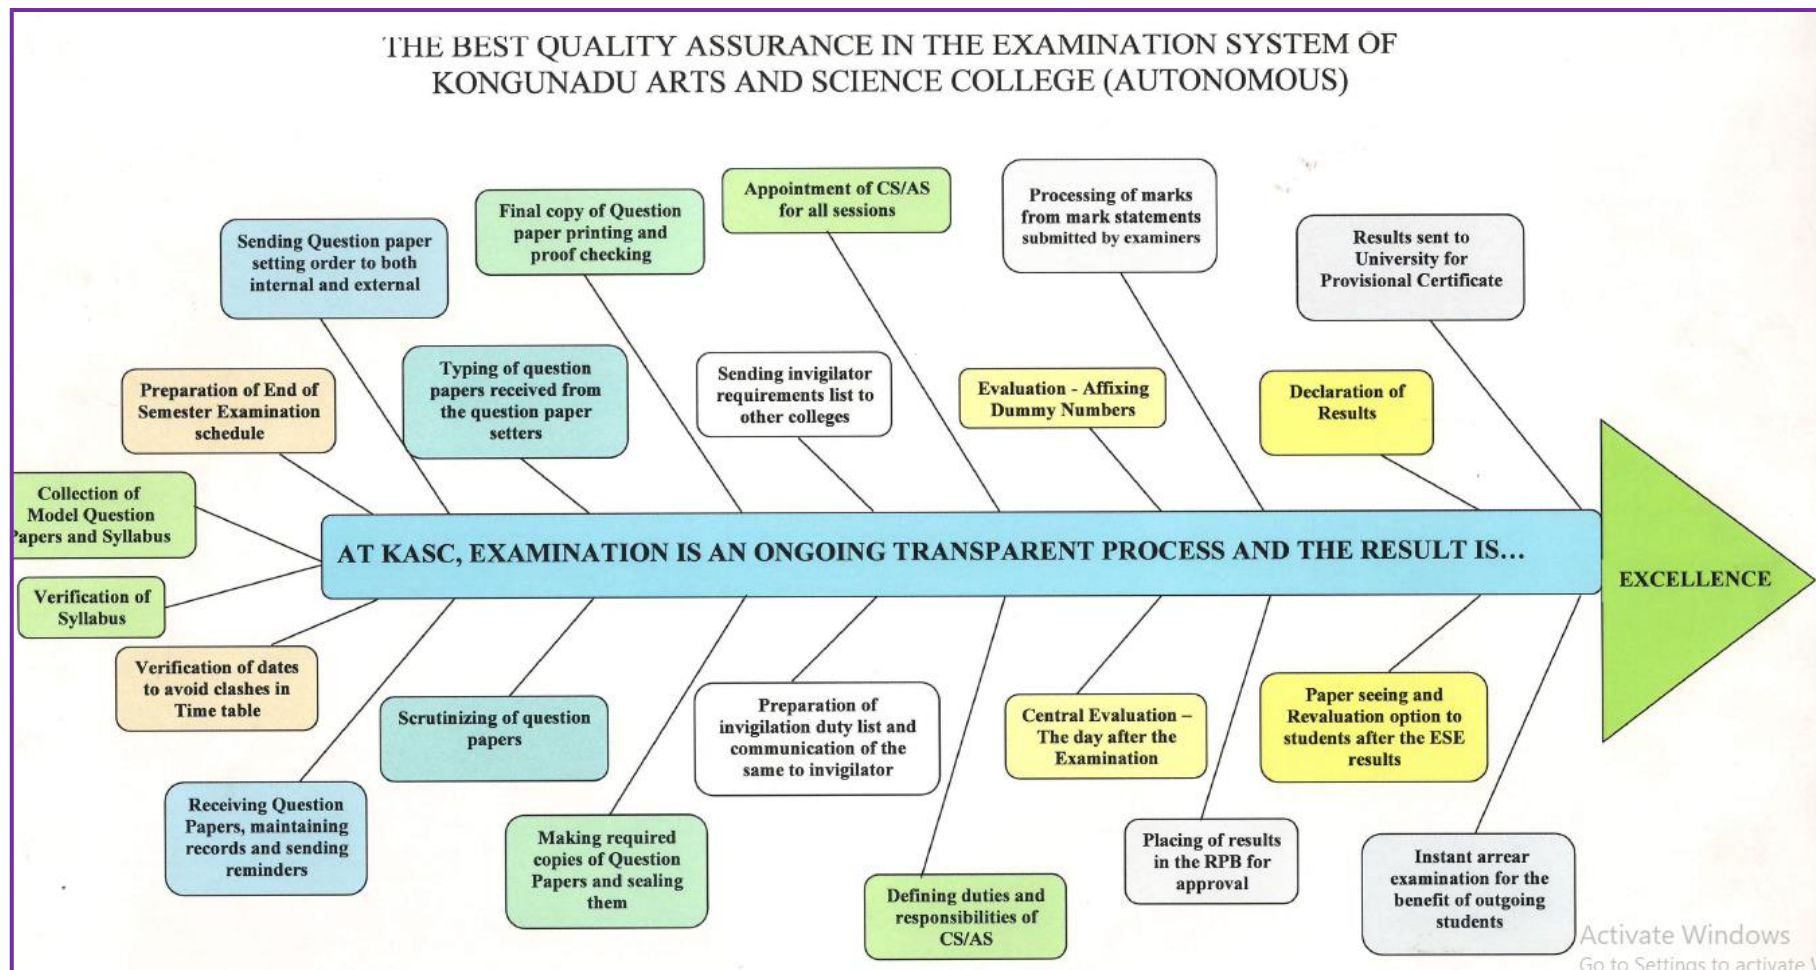 THE BEST QUALITY ASSURANCE IN THE EXAMINATION SYSTEM OF
KONGUNADU ARTS AND SCIENCE COLLEGE (AUTONOMOUS)
Collection of
Model Question
Papers and Syllabus
Verification of
Syllabus
Preparation of End of
Semester Examination
schedule
Verification of dates
to avoid clashes in
Time table
Sending Question paper
setting order to both
internal and external
Receiving Question
Papers, maintaining
records and sending
reminders
Typing of question
papers received from
the question paper
setters
Scrutinizing of question
papers
Final copy of Question
paper printing and
proof checking
Making required
copies of Question
Papers and sealing
them
Sending invigilator
requirements list to
other colleges
Preparation of
invigilation duty list and
communication of the
same to invigilator
Appointment of CS/AS
for all sessions
Defining duties and
responsibilities of
CS/AS
Evaluation - Affixing
Dummy Numbers
Central Evaluation –
The day after the
Examination
Processing of marks
from mark statements
submitted by examiners
Placing of results
in the RPB for
approval
Declaration of
Results
Paper seeing and
Revaluation option to
students after the ESE
results
Results sent to
University for
Provisional Certificate
Instant arrear
examination for the
benefit of outgoing
students
AT KASC, EXAMINATION IS AN ONGOING TRANSPARENT PROCESS AND THE RESULT IS...
EXCELLENCE
Activate Windows
Go to Settings to activate